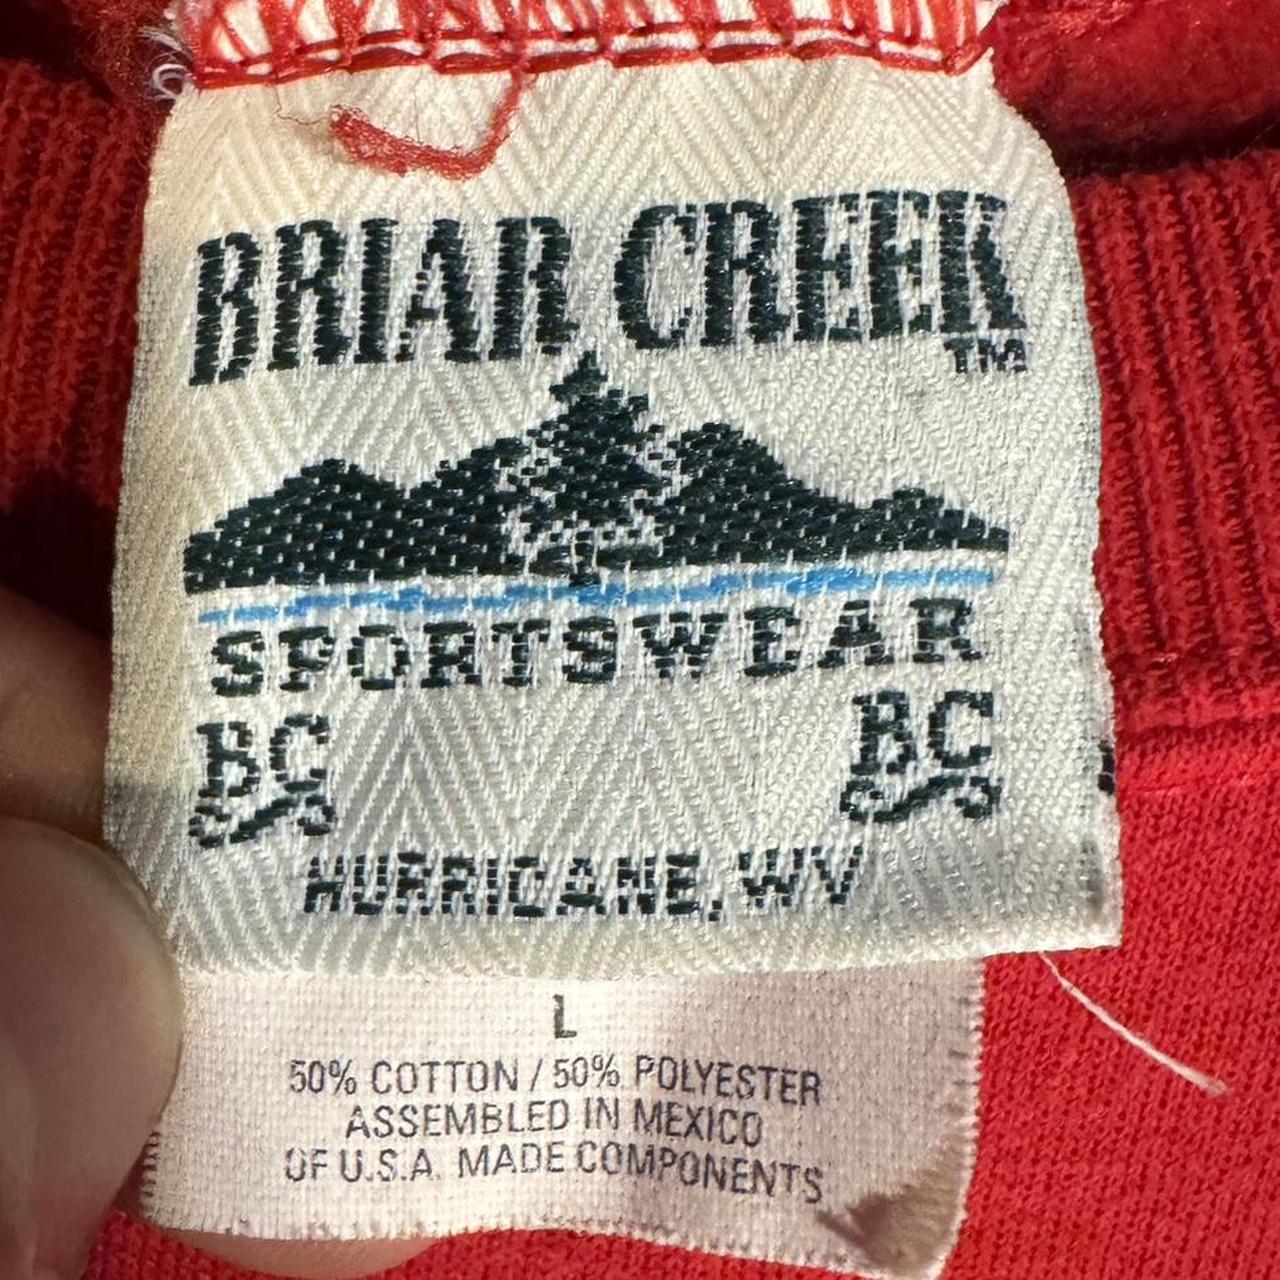 BRIAR CREEK
TM
SPORTSWEAR
BC BC
HURRICANE, WV
L
50% COTTON / 50% POLYESTER
ASSEMBLED IN MEXICO
OF U.S.A. MADE COMPONENTS